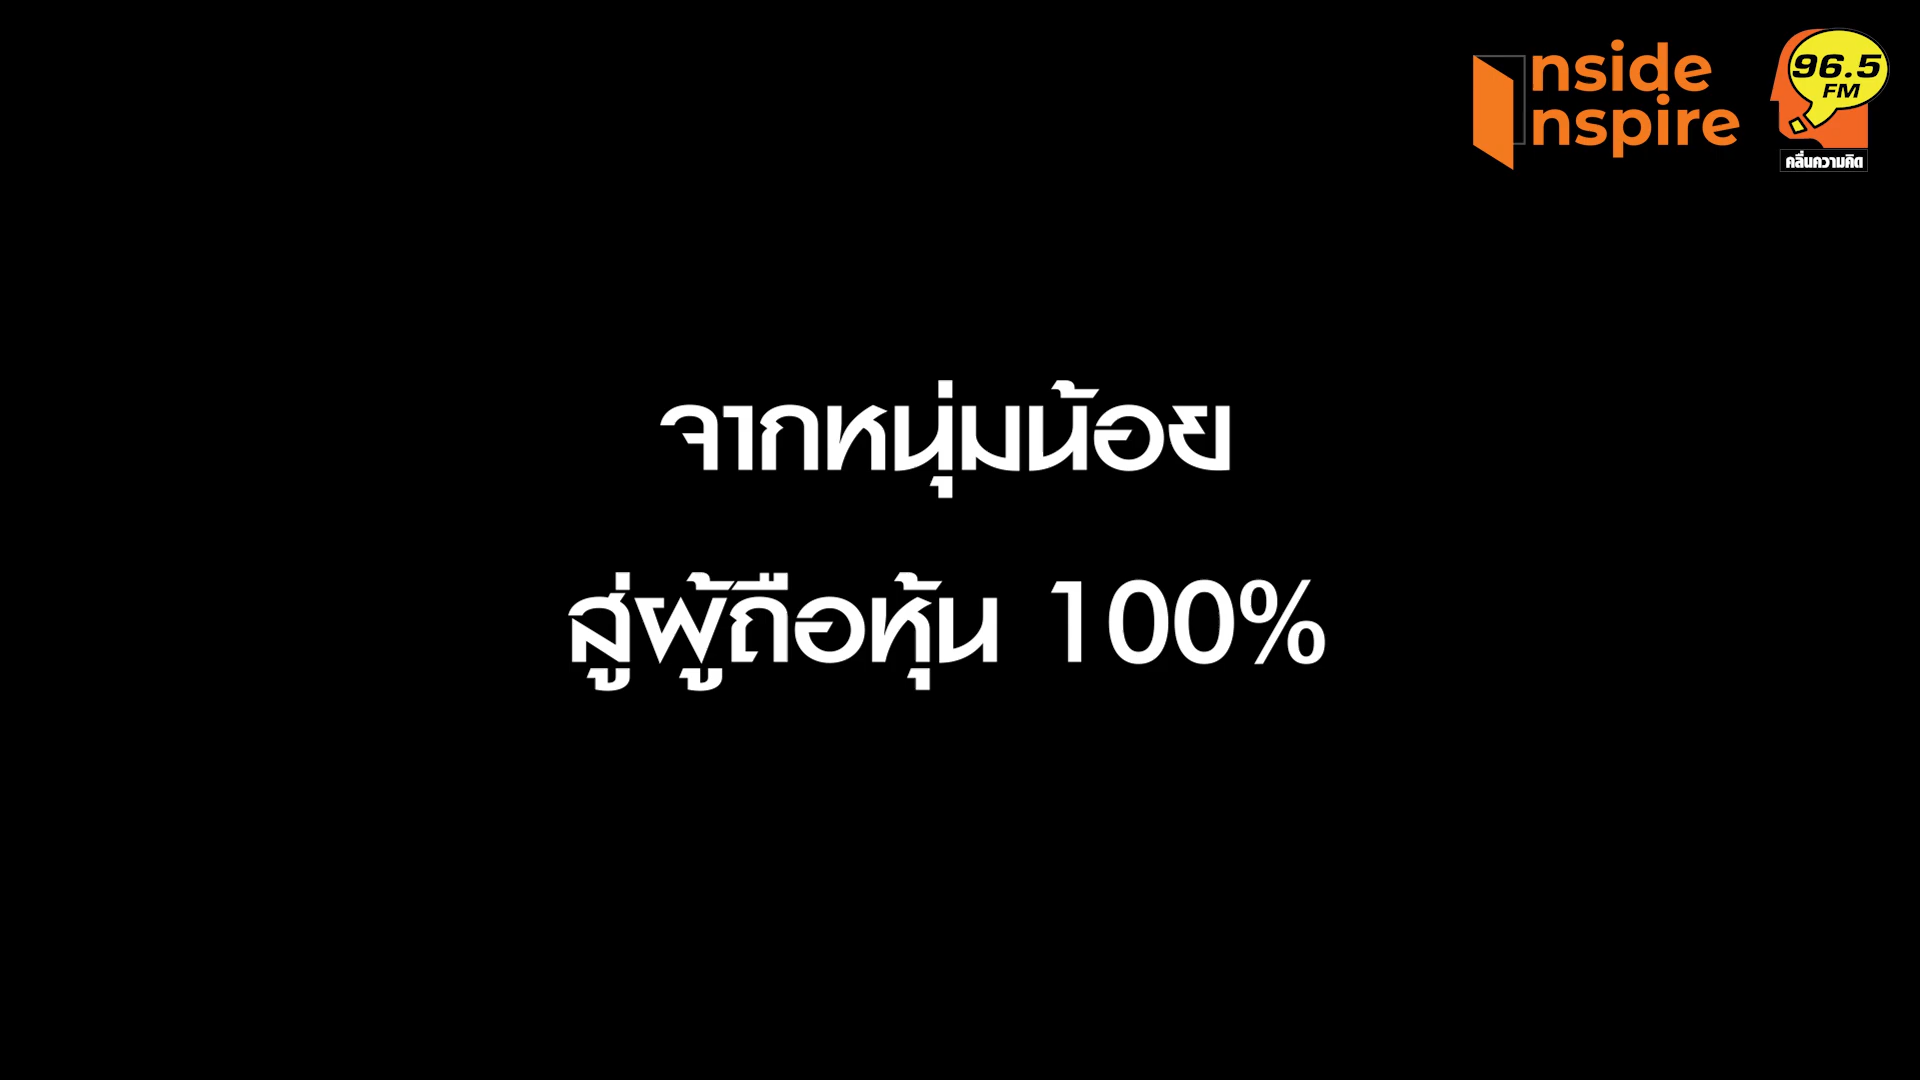 Inside
Inspire
96.5
FM
คลื่นความคิด
จากหนุ่มน้อย
สู่ผู้ถือหุ้น 100%